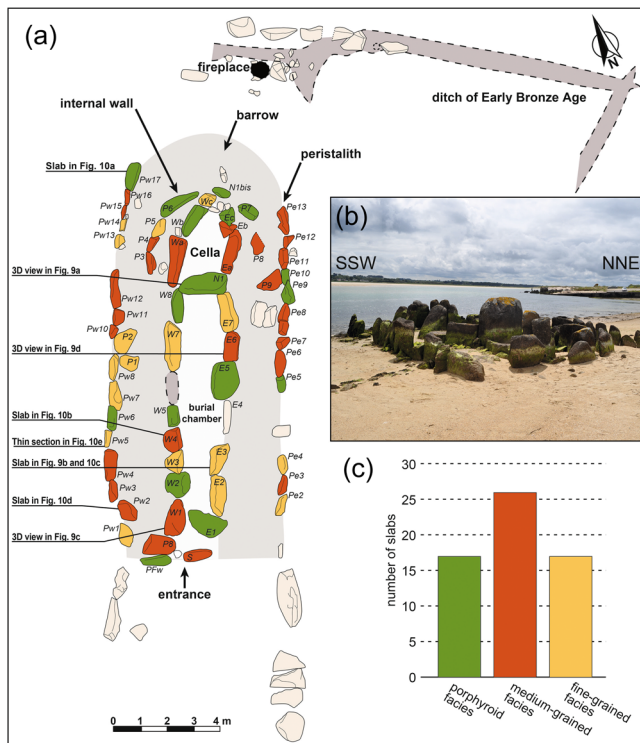 (a)
fireplace
N
ditch of Early Bronze Age
internal wall
barrow
peristalith
Slab in Fig. 10a
Pw17
Pw16
Pw15
Pw14
Pw13
N1bis
P6
Wc
P7
P5
Wb
Ec
Eb
Pe13
P4
Wa
Cella
P8
Pe12
P3
Ea
Pe11
3D view in Fig. 9a
N1
P9
Pe10
Pe9
W8
Pw12
Pw11
E7
Pe8
Pw10
P2
W7
E6
Pe7
3D view in Fig. 9d
Pe6
P1
Pw8
E5
Pe5
Pw7
burial
chamber
W5
E4
Pw6
Slab in Fig. 10b
W4
Thin section in Fig. 10e
Pw5
W3
E3
Pe4
Slab in Fig. 9b and 10c
Pw4
W2
E2
Pe3
Pw3
Pe2
Slab in Fig. 10d
Pw2
W1
Pw1
E1
3D view in Fig. 9c
P8
S
PFw
entrance
0 1 2 3 4 m
(b)
SSW
NNE
(c)
number of slabs
30
25
20
15
10
5
0
porphyroid
facies
medium-grained
facies
fine-grained
facies